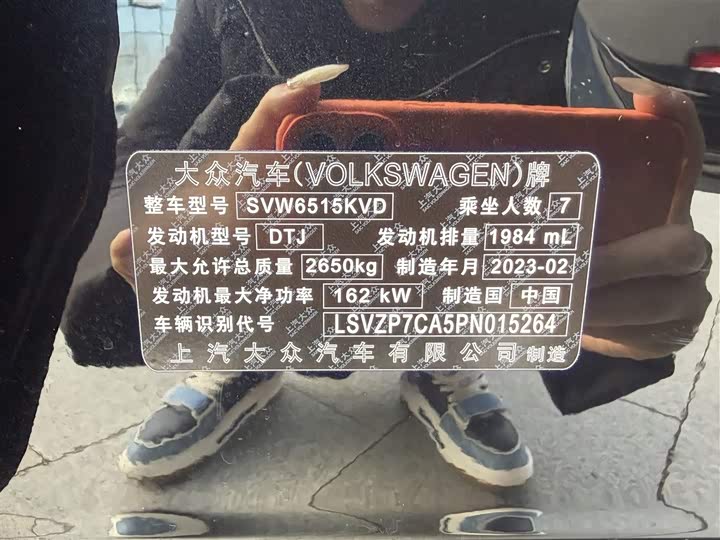 大众汽车(VOLKSWAGEN)牌
整车型号 SVW6515KVD 乘坐人数 7
发动机型号 DTJ 发动机排量 1984 mL
最大允许总质量 2650kg 制造年月 2023-02
发动机最大净功率 162 kW 制造国 中国
车辆识别代号 LSVZP7CA5PN015264
上汽大众汽车有限公司 制造